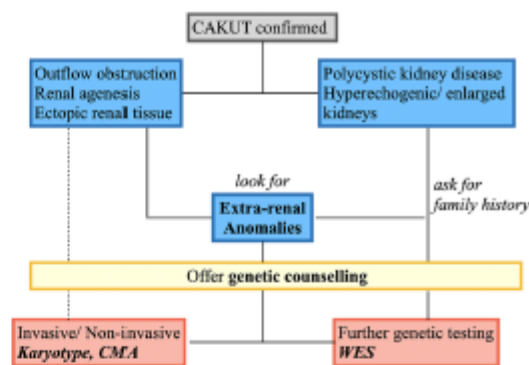 CAKUT confirmed
Outflow obstruction
Renal agenesis
Ectopic renal tissue
Polycystic kidney disease
Hyperechogenic/ enlarged
kidneys
look for
ask for
family history
Extra-renal
Anomalies
Offer genetic counselling
Invasive/ Non-invasive
Karyotype, CMA
Further genetic testing
WES